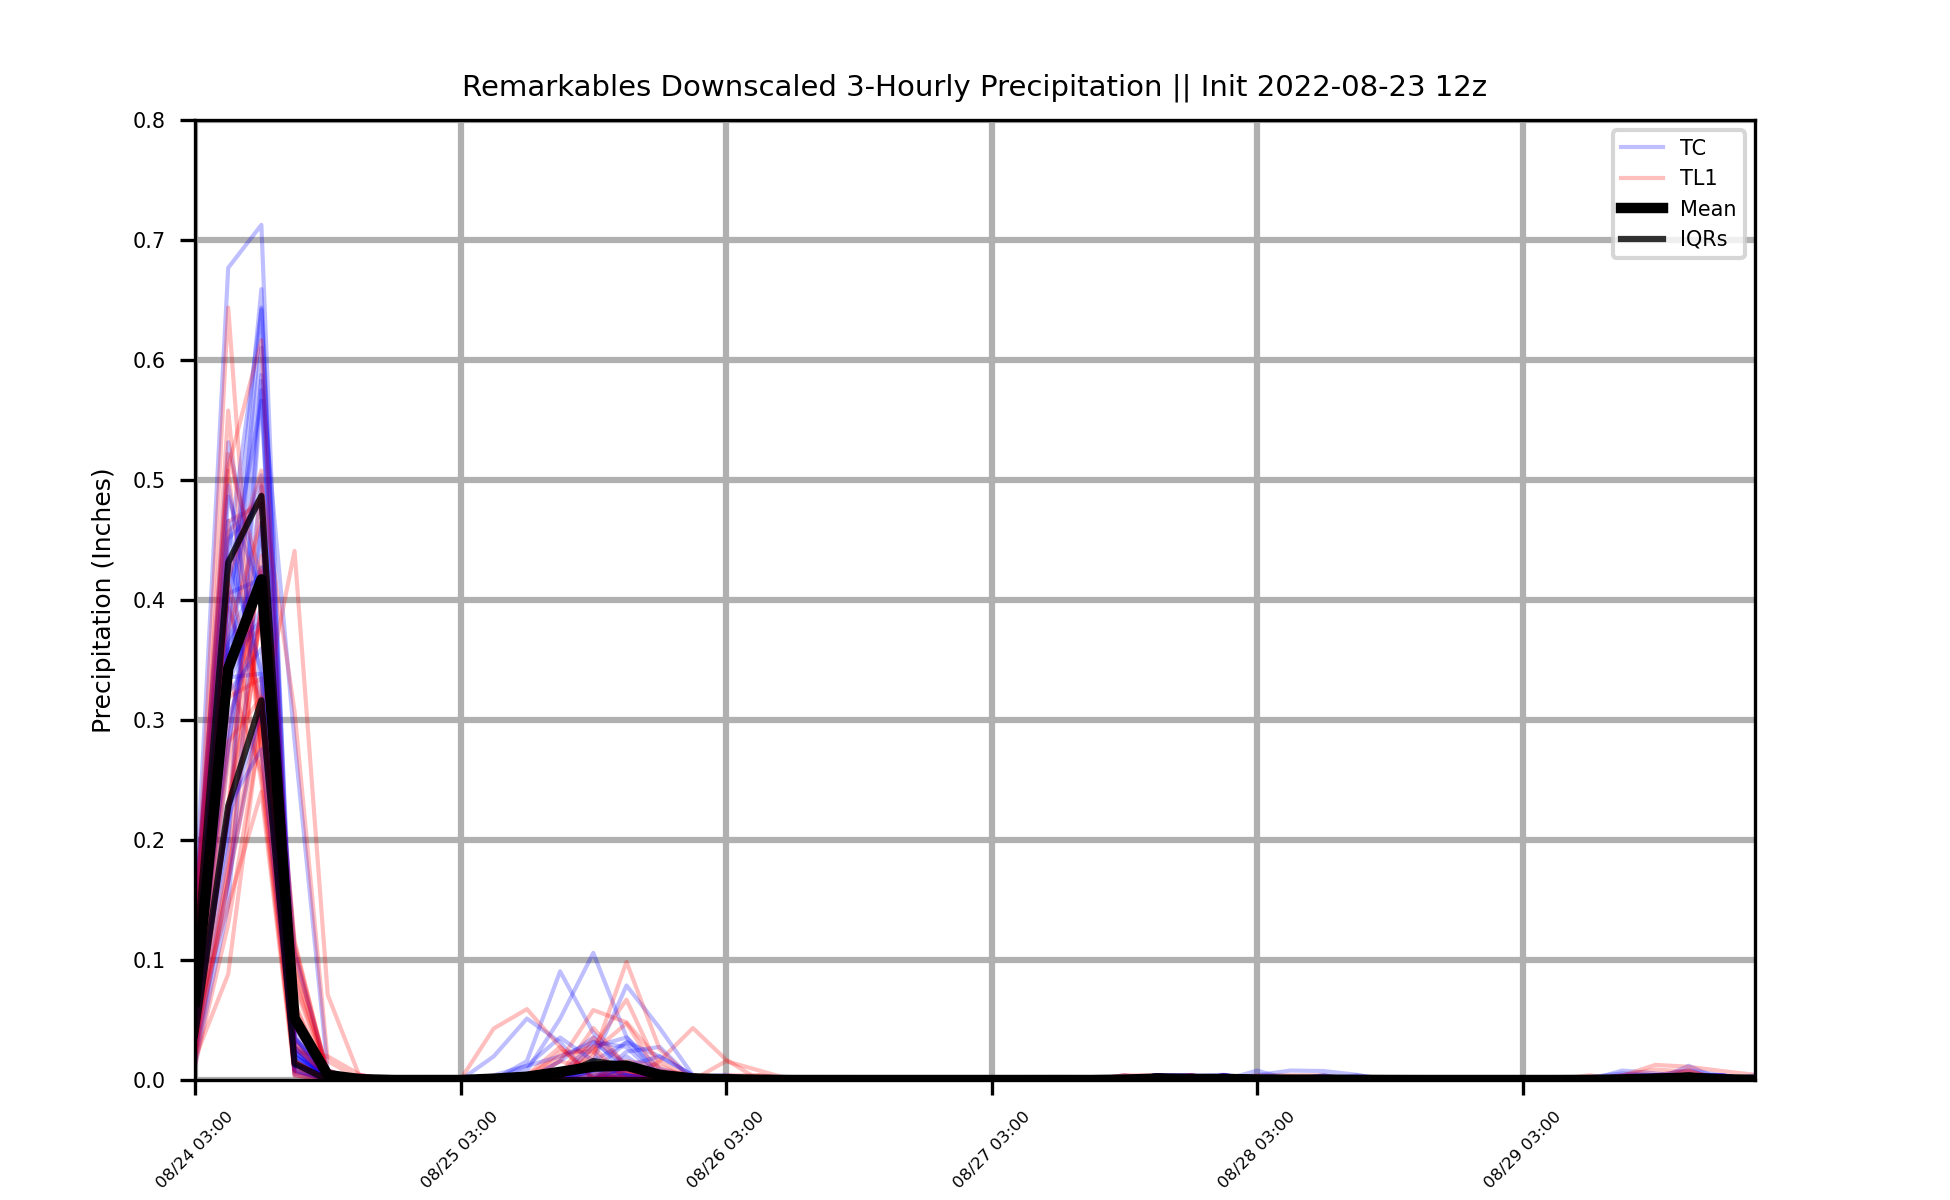 Remarkables Downscaled 3-Hourly Precipitation || Init 2022-08-23 12z
Precipitation (Inches)
0.8
0.7
0.6
0.5
0.4
0.3
0.2
0.1
0.0
TC
TL1
Mean
IQRs
08/24 03:00
08/25 03:00
08/26 03:00
08/27 03:00
08/28 03:00
08/29 03:00